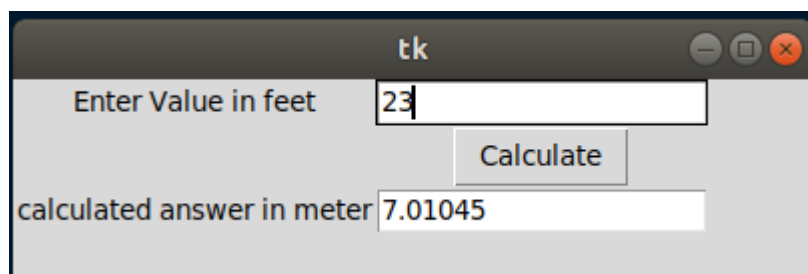 tk
Enter Value in feet 23
Calculate
calculated answer in meter 7.01045